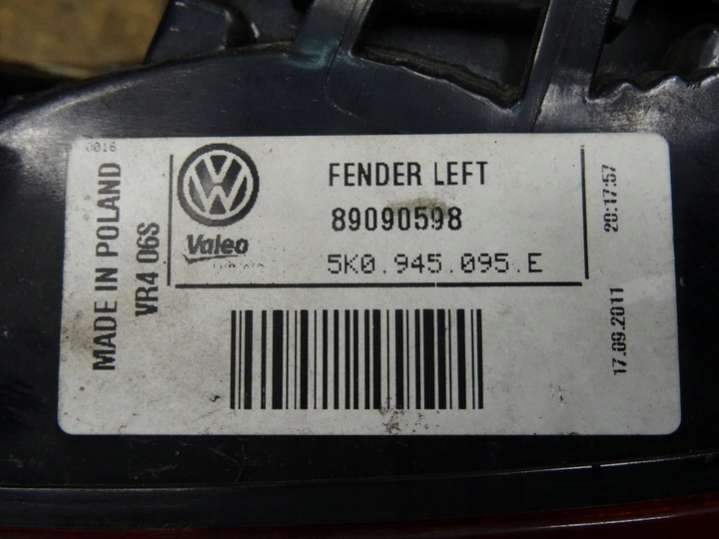 0016
MADE IN POLAND
VR4 06S
Valeo
FENDER LEFT
89090598
5K0.945.095.E
17.09.2011 20:17:57